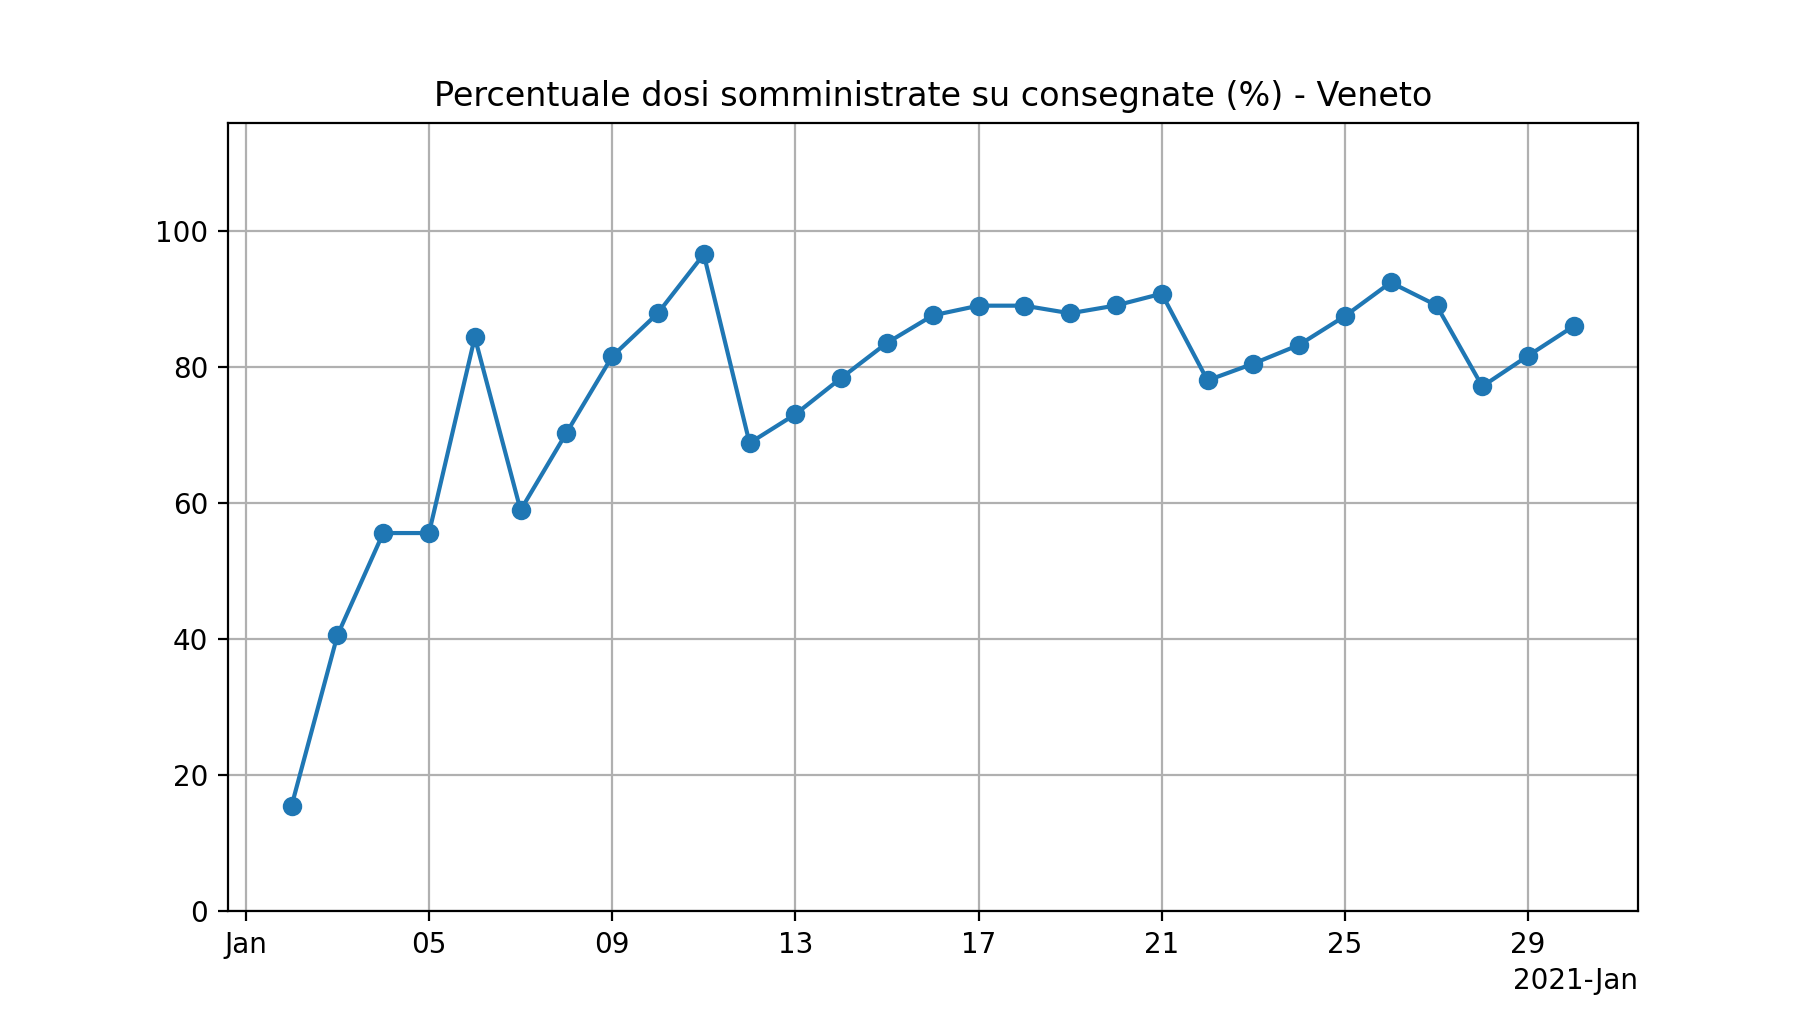 Percentuale dosi somministrate su consegnate (%) - Veneto
100
80
60
40
20
0
Jan 05 09 13 17 21 25 29
2021-Jan